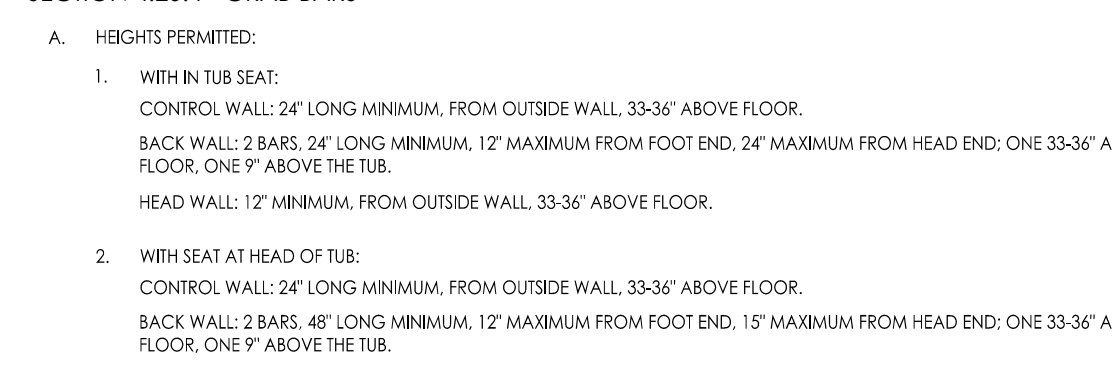 A. HEIGHTS PERMITTED:
1. WITH IN TUB SEAT:
CONTROL WALL: 24" LONG MINIMUM, FROM OUTSIDE WALL, 33-36" ABOVE FLOOR.
BACK WALL: 2 BARS, 24" LONG MINIMUM, 12" MAXIMUM FROM FOOT END, 24" MAXIMUM FROM HEAD END; ONE 33-36" A
FLOOR, ONE 9" ABOVE THE TUB.
HEAD WALL: 12" MINIMUM, FROM OUTSIDE WALL, 33-36" ABOVE FLOOR.
2. WITH SEAT AT HEAD OF TUB:
CONTROL WALL: 24" LONG MINIMUM, FROM OUTSIDE WALL, 33-36" ABOVE FLOOR.
BACK WALL: 2 BARS, 48" LONG MINIMUM, 12" MAXIMUM FROM FOOT END, 15" MAXIMUM FROM HEAD END; ONE 33-36" A
FLOOR, ONE 9" ABOVE THE TUB.